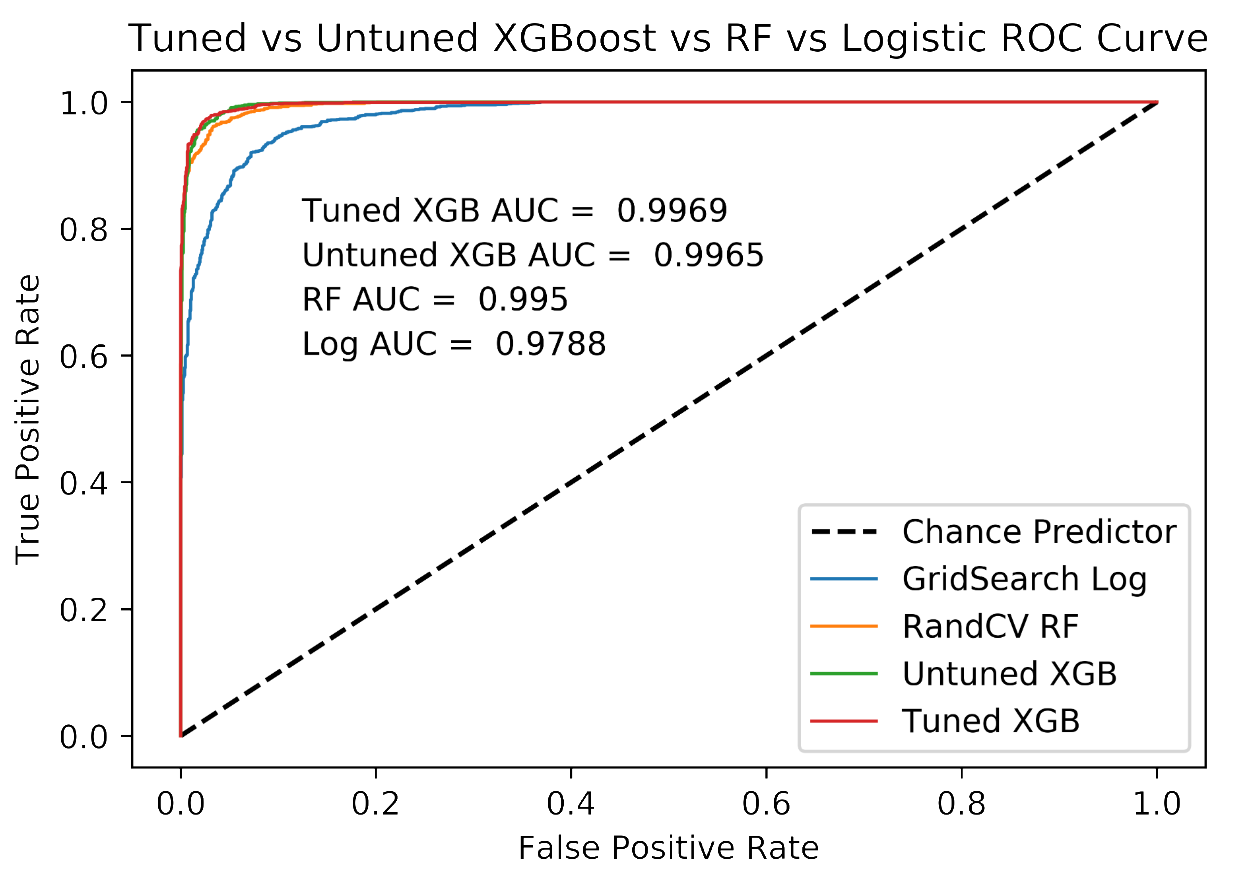 Tuned vs Untuned XGBoost vs RF vs Logistic ROC Curve
1.0
0.8
0.6
0.4
0.2
0.0
True Positive Rate
Tuned XGB AUC = 0.9969
Untuned XGB AUC = 0.9965
RF AUC = 0.995
Log AUC = 0.9788
Chance Predictor
GridSearch Log
RandCV RF
Untuned XGB
Tuned XGB
0.0 0.2 0.4 0.6 0.8 1.0
False Positive Rate